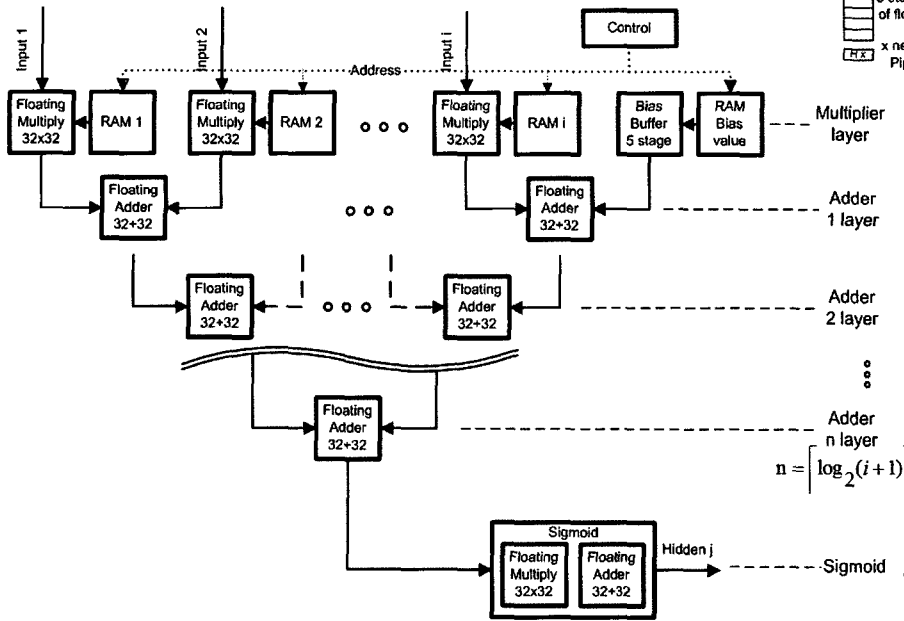 Input 1
Input 2
Input i
Control
of flo
H x
x ne
Pip
Address
Floating
Multiply
32x32
RAM 1
Floating
Multiply
32x32
RAM 2
Floating
Multiply
32x32
RAM i
Bias
Buffer
5 stage
RAM
Bias
value
Multiplier
layer
Floating
Adder
32+32
Floating
Adder
32+32
Adder
1 layer
Floating
Adder
32+32
Floating
Adder
32+32
Adder
2 layer
Floating
Adder
32+32
Adder
n layer
n = ⌈ log₂(i+1)
Sigmoid
Floating
Multiply
32x32
Floating
Adder
32+32
Hidden j
Sigmoid